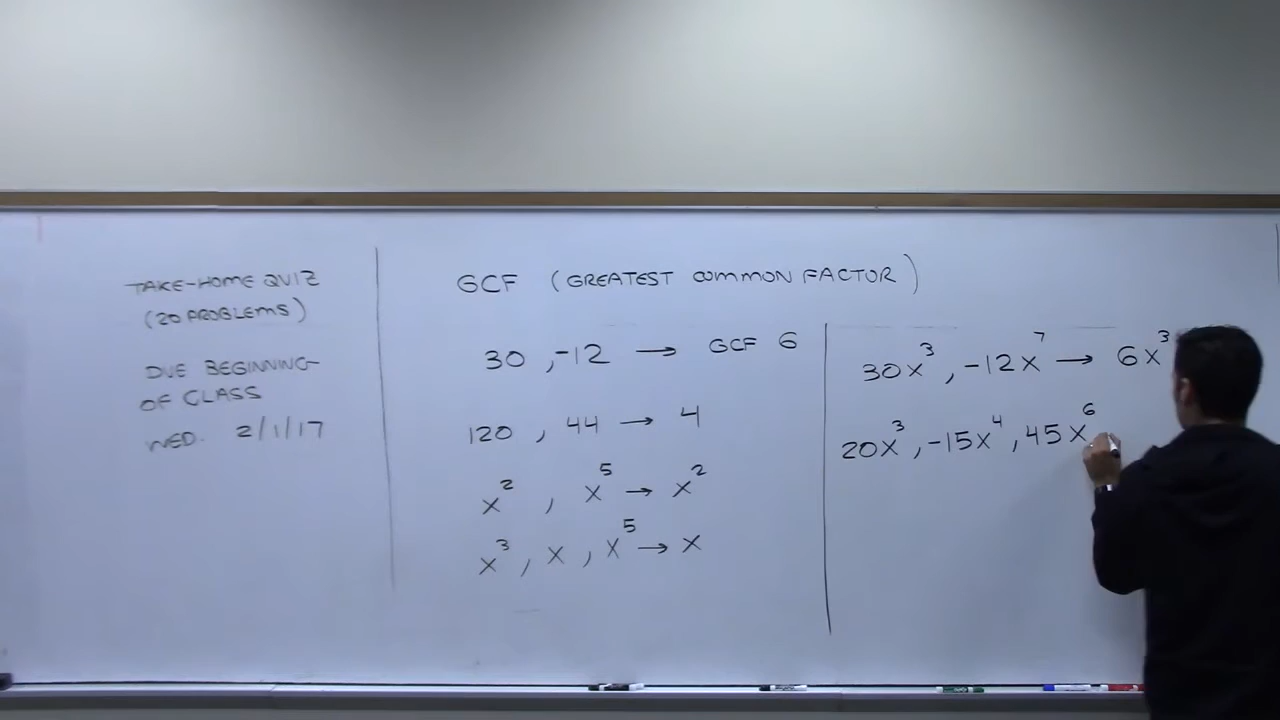 TAKE-HOME QUIZ
(20 PROBLEMS)
DUE BEGINNING
OF CLASS
WED. 2/1/17
GCF (GREATEST COMMON FACTOR)
30, -12 → GCF 6
120, 44 → 4
x², x⁵ → x²
x³, x, x⁵ → x
30x³, -12x⁷ → 6x³
20x³, -15x⁴, 45x⁶